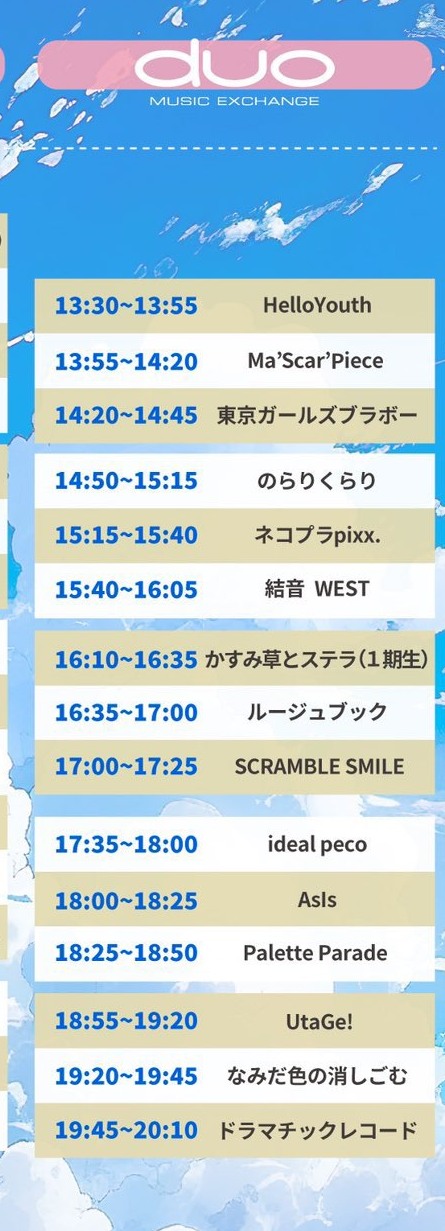 duo
MUSIC EXCHANGE
13:30~13:55 HelloYouth
13:55~14:20 Ma’Scar’Piece
14:20~14:45 東京ガールズブラボー
14:50~15:15 のらりくらり
15:15~15:40 ネコプラpixx.
15:40~16:05 結音 WEST
16:10~16:35 かすみ草とステラ(１期生)
16:35~17:00 ルージュブック
17:00~17:25 SCRAMBLE SMILE
17:35~18:00 ideal peco
18:00~18:25 AsIs
18:25~18:50 Palette Parade
18:55~19:20 UtaGe!
19:20~19:45 なみだ色の消しごむ
19:45~20:10 ドラマチックレコード